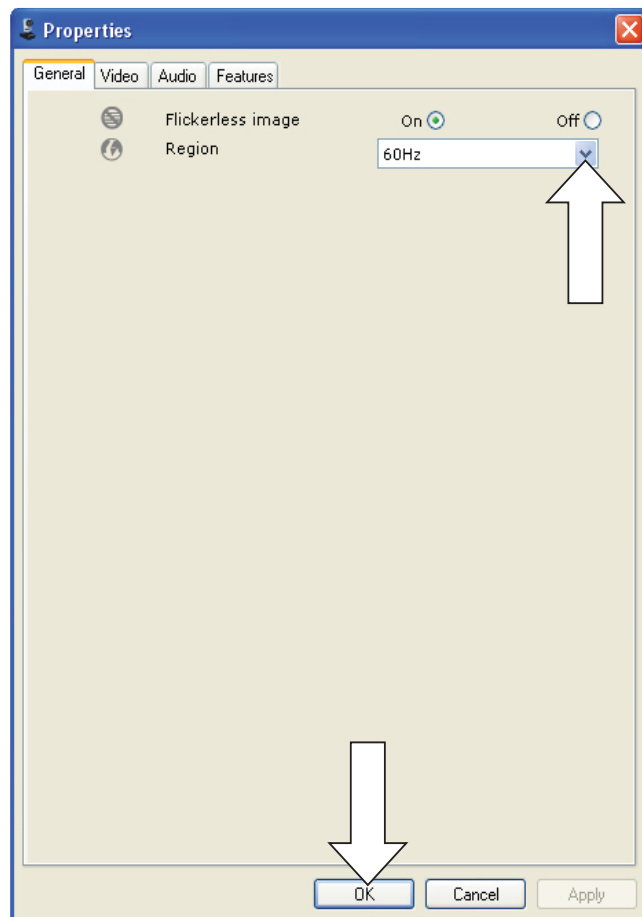 Properties
General Video Audio Features
Flickerless image On Off
Region 60Hz
OK Cancel Apply